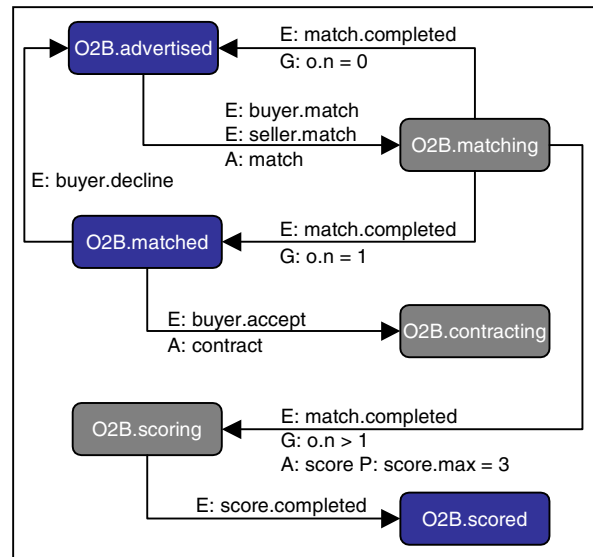 O2B.advertised
E: match.completed
G: o.n = 0
E: buyer.match
E: seller.match
A: match
O2B.matching
E: buyer.decline
O2B.matched
E: match.completed
G: o.n = 1
E: buyer.accept
A: contract
O2B.contracting
O2B.scoring
E: match.completed
G: o.n > 1
A: score P: score.max = 3
E: score.completed
O2B.scored